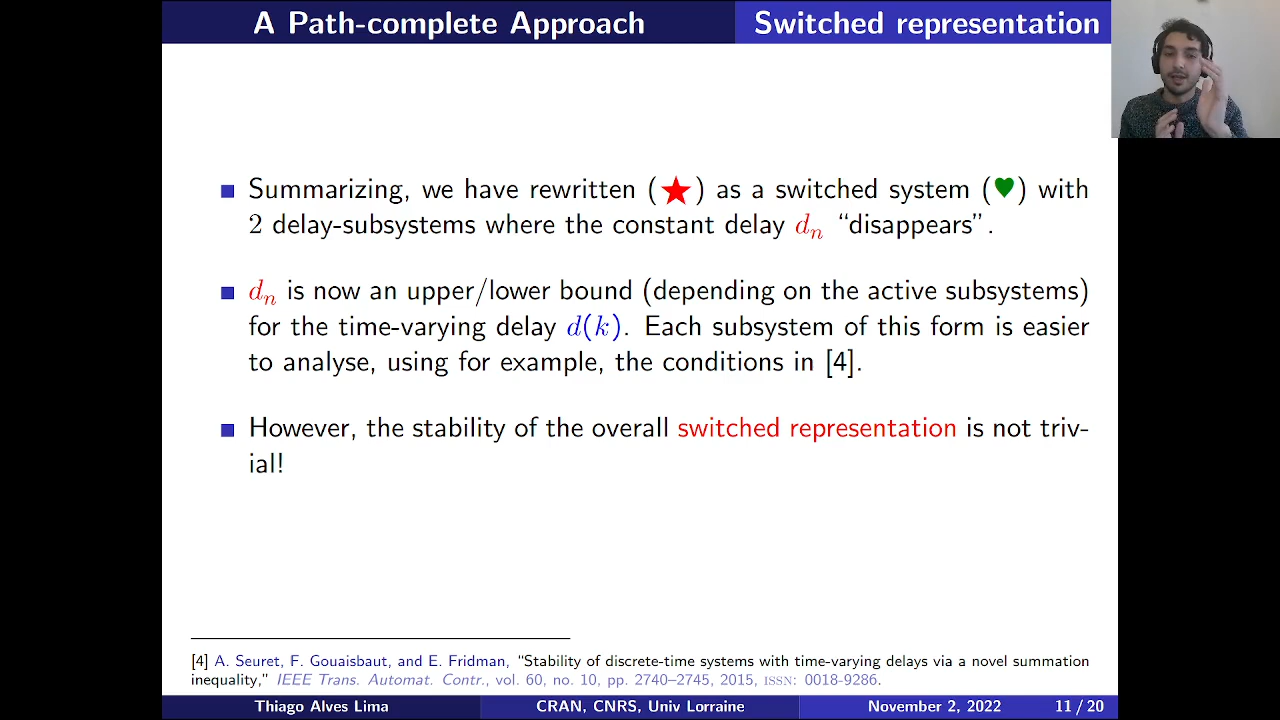 A Path-complete Approach
Switched representation
■ Summarizing, we have rewritten (★) as a switched system (♥) with
2 delay-subsystems where the constant delay dₙ “disappears”.
■ dₙ is now an upper/lower bound (depending on the active subsystems)
for the time-varying delay d(k). Each subsystem of this form is easier
to analyse, using for example, the conditions in [4].
■ However, the stability of the overall switched representation is not triv-
ial!
[4] A. Seuret, F. Gouaisbaut, and E. Fridman, “Stability of discrete-time systems with time-varying delays via a novel summation
inequality,” IEEE Trans. Automat. Contr., vol. 60, no. 10, pp. 2740–2745, 2015, ISSN: 0018-9286.
Thiago Alves Lima
CRAN, CNRS, Univ Lorraine
November 2, 2022
11 / 20